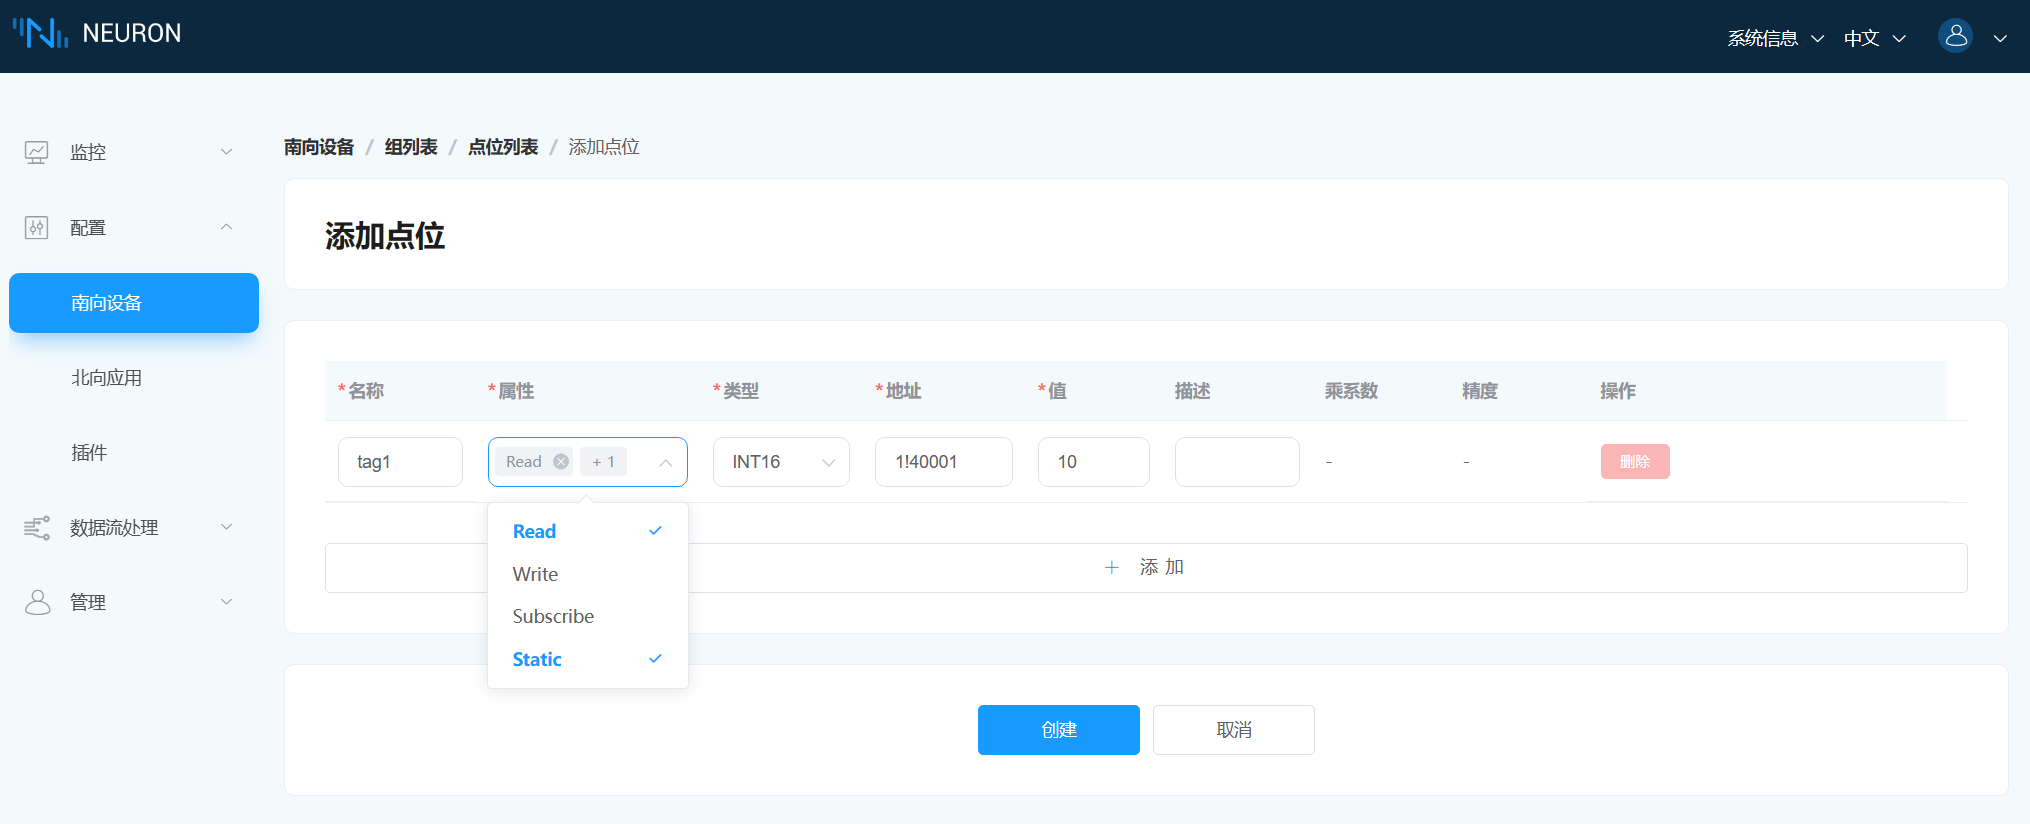 NEURON
系统信息
中文
监控
配置
南向设备
北向应用
插件
数据流处理
管理
南向设备 / 组列表 / 点位列表 / 添加点位
添加点位
*名称 *属性 *类型 *地址 *值 描述 乘系数 精度 操作
tag1 Read + 1 INT16 1!40001 10 - - 删除
Read
Write
Subscribe
Static
+ 添 加
创建
取消